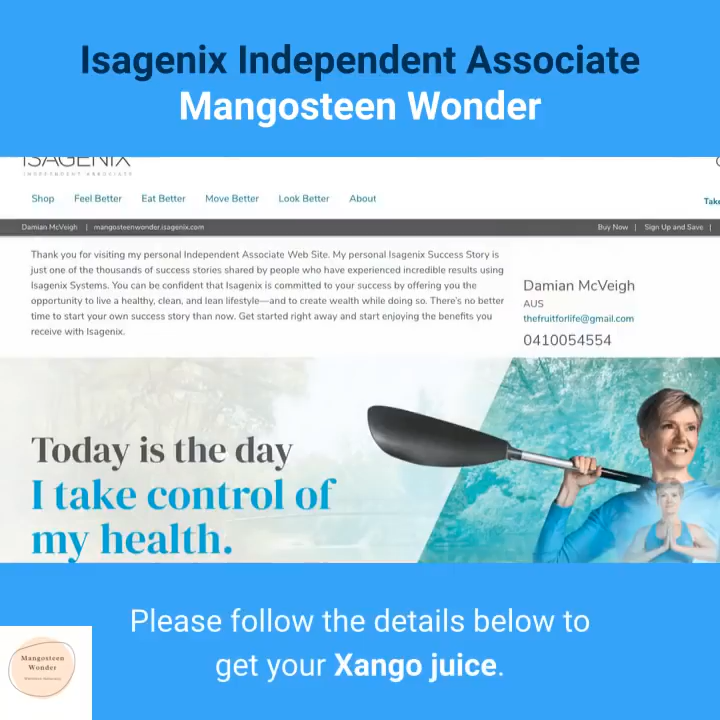 Isagenix Independent Associate
Mangosteen Wonder
ISAGENIX
INDEPENDENT ASSOCIATE
Shop Feel Better Eat Better Move Better Look Better About
Take
Damian McVeigh | mangosteenwonder.isagenix.com Buy Now | Sign Up and Save |
Thank you for visiting my personal Independent Associate Web Site. My personal Isagenix Success Story is
just one of the thousands of success stories shared by people who have experienced incredible results using
Isagenix Systems. You can be confident that Isagenix is committed to your success by offering you the
opportunity to live a healthy, clean, and lean lifestyle—and to create wealth while doing so. There's no better
time to start your own success story than now. Get started right away and start enjoying the benefits you
receive with Isagenix.
Damian McVeigh
AUS
thefruitforlife@gmail.com
0410054554
Today is the day
I take control of
my health.
Please follow the details below to
get your Xango juice.
Mangosteen
Wonder